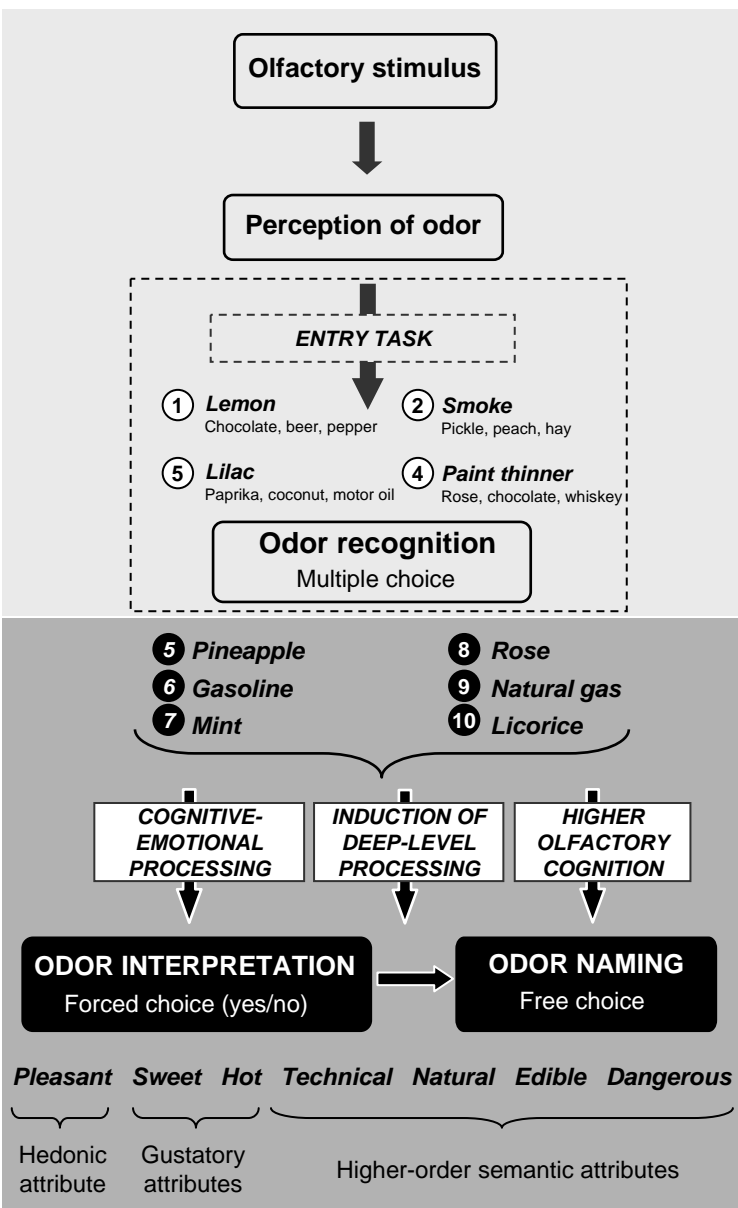 Olfactory stimulus
Perception of odor
ENTRY TASK
1 Lemon
Chocolate, beer, pepper
2 Smoke
Pickle, peach, hay
5 Lilac
Paprika, coconut, motor oil
4 Paint thinner
Rose, chocolate, whiskey
Odor recognition
Multiple choice
5 Pineapple
6 Gasoline
7 Mint
8 Rose
9 Natural gas
10 Licorice
COGNITIVE-
EMOTIONAL
PROCESSING
INDUCTION OF
DEEP-LEVEL
PROCESSING
HIGHER
OLFACTORY
COGNITION
ODOR INTERPRETATION
Forced choice (yes/no)
ODOR NAMING
Free choice
Pleasant Sweet Hot Technical Natural Edible Dangerous
Hedonic
attribute
Gustatory
attributes
Higher-order semantic attributes